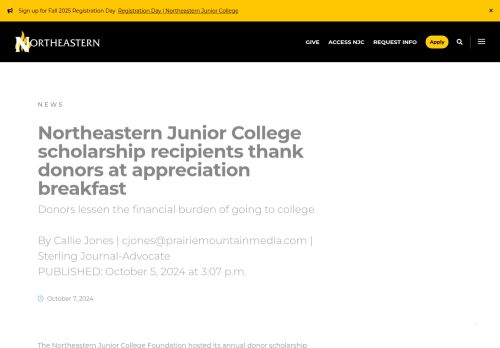 Sign up for Fall 2025 Registration Day Registration Day | Northeastern Junior College ×
NORTHEASTERN GIVE ACCESS NJC REQUEST INFO Apply
NEWS
Northeastern Junior College
scholarship recipients thank
donors at appreciation
breakfast
Donors lessen the financial burden of going to college
By Callie Jones | cjones@prairiemountainmedia.com |
Sterling Journal-Advocate
PUBLISHED: October 5, 2024 at 3:07 p.m.
October 7, 2024
The Northeastern Junior College Foundation hosted its annual donor scholarship